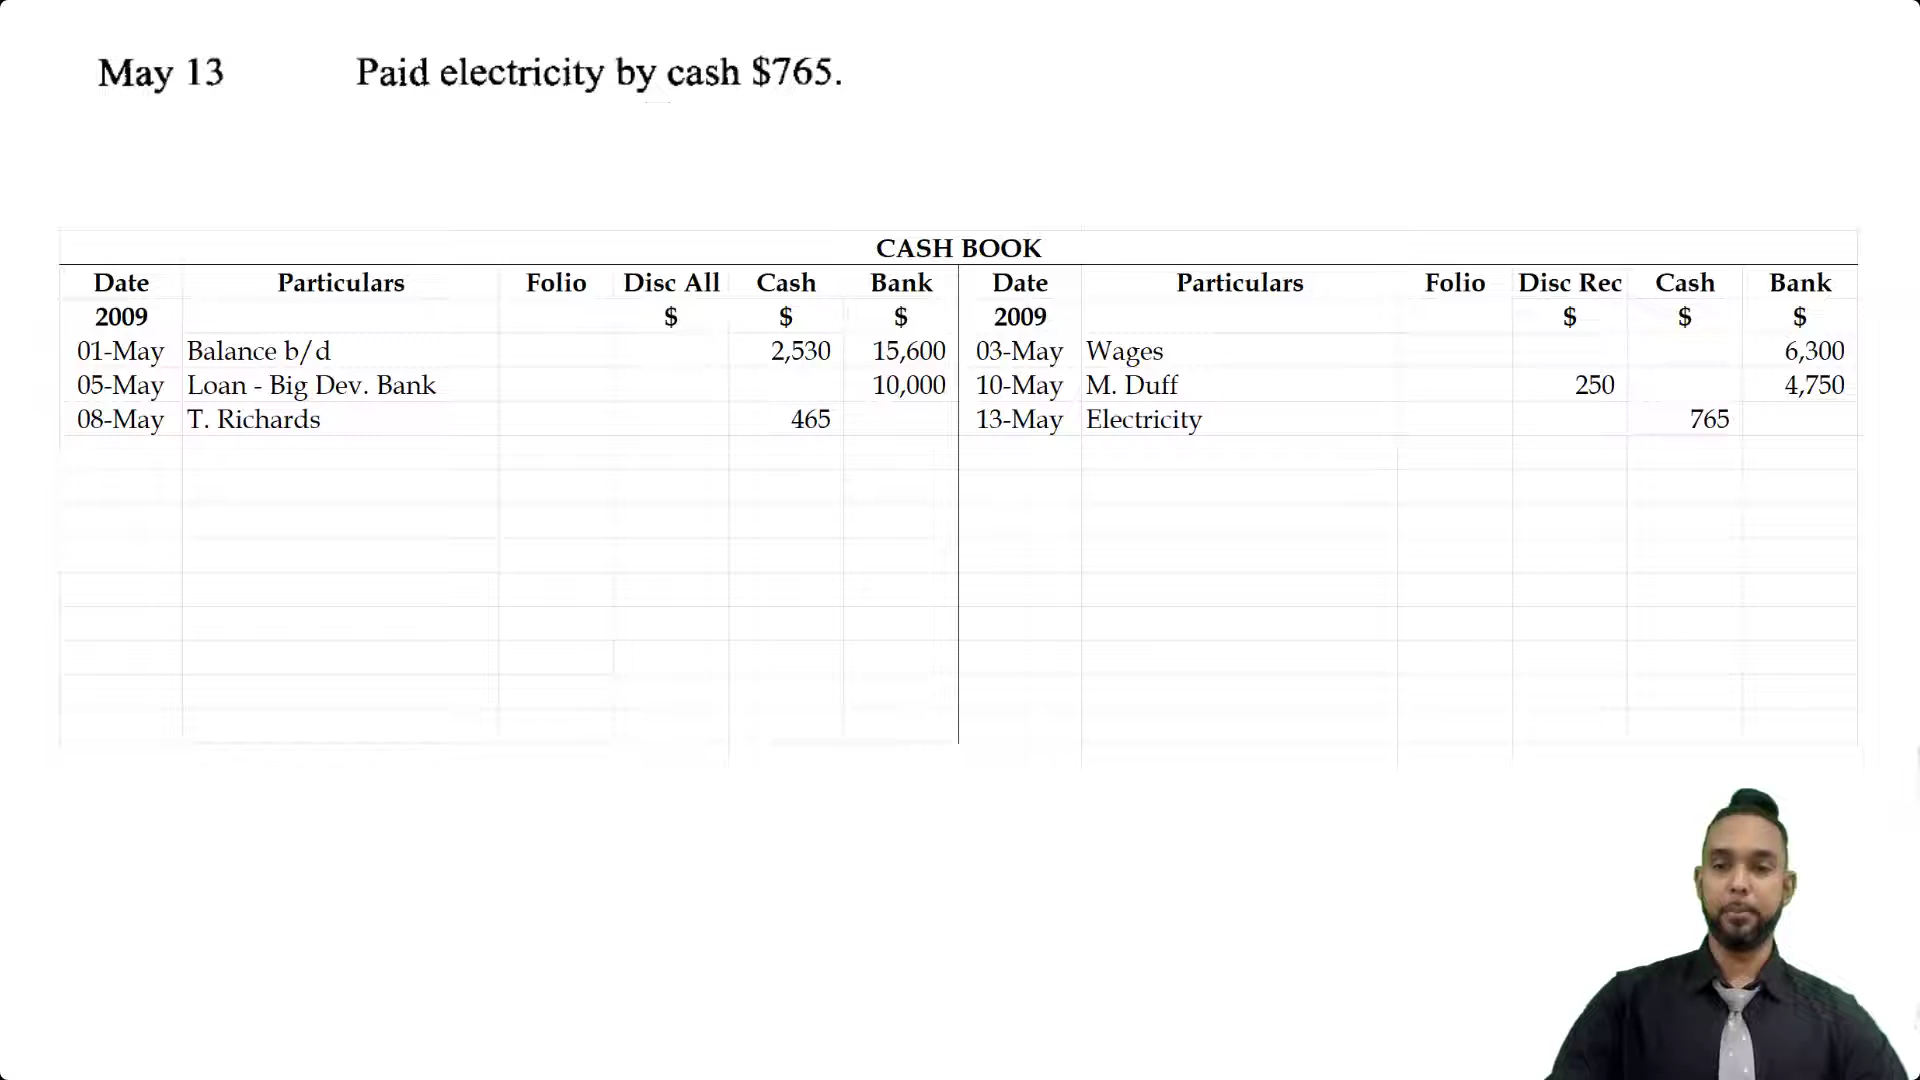 May 13 Paid electricity by cash $765.
CASH BOOK
Date Particulars Folio Disc All Cash Bank Date Particulars Folio Disc Rec Cash Bank
2009 $ $ $ 2009 $ $ $
01-May Balance b/d 2,530 15,600 03-May Wages 6,300
05-May Loan - Big Dev. Bank 10,000 10-May M. Duff 250 4,750
08-May T. Richards 465 13-May Electricity 765